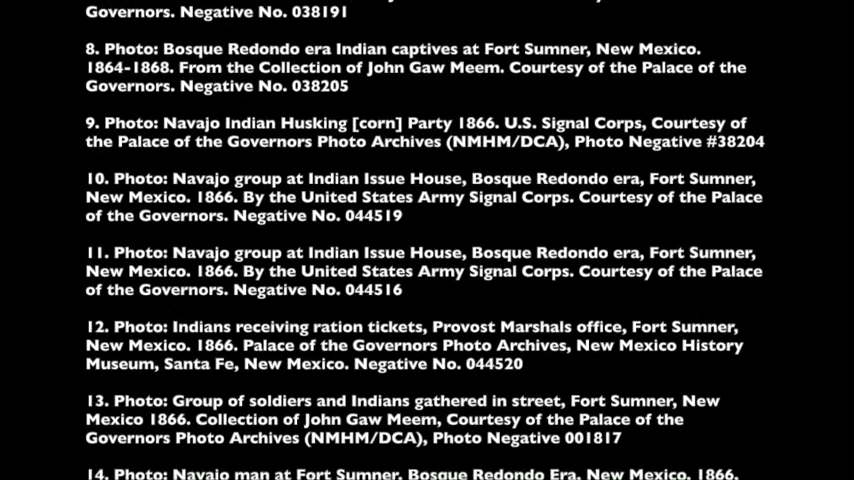 Governors. Negative No. 038191
8. Photo: Bosque Redondo era Indian captives at Fort Sumner, New Mexico.
1864-1868. From the Collection of John Gaw Meem. Courtesy of the Palace of the
Governors. Negative No. 038205
9. Photo: Navajo Indian Husking [corn] Party 1866. U.S. Signal Corps, Courtesy of
the Palace of the Governors Photo Archives (NMHM/DCA), Photo Negative #38204
10. Photo: Navajo group at Indian Issue House, Bosque Redondo era, Fort Sumner,
New Mexico. 1866. By the United States Army Signal Corps. Courtesy of the Palace
of the Governors. Negative No. 044519
11. Photo: Navajo group at Indian Issue House, Bosque Redondo era, Fort Sumner,
New Mexico. 1866. By the United States Army Signal Corps. Courtesy of the Palace
of the Governors. Negative No. 044516
12. Photo: Indians receiving ration tickets, Provost Marshals office, Fort Sumner,
New Mexico. 1866. Palace of the Governors Photo Archives, New Mexico History
Museum, Santa Fe, New Mexico. Negative No. 044520
13. Photo: Group of soldiers and Indians gathered in street, Fort Sumner, New
Mexico 1866. Collection of John Gaw Meem, Courtesy of the Palace of the
Governors Photo Archives (NMHM/DCA), Photo Negative 001817
14. Photo: Navajo man at Fort Sumner, Bosque Redondo Era, New Mexico. 1866.